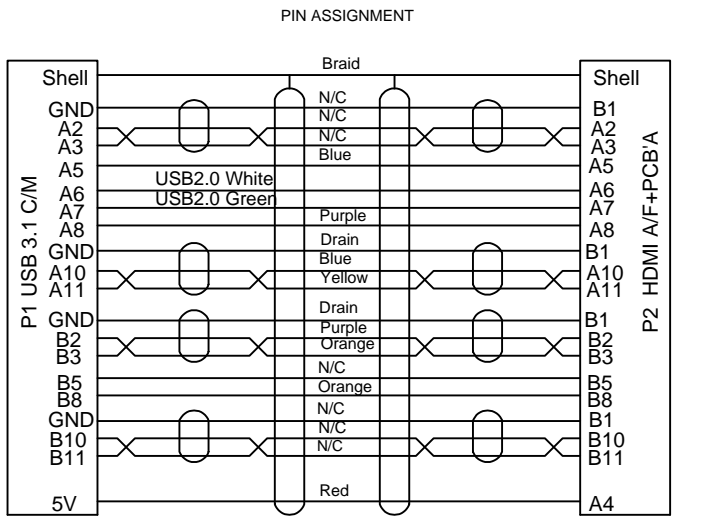 PIN ASSIGNMENT
P1 USB 3.1 C/M
Shell
GND
A2
A3
A5
A6
A7
A8
GND
A10
A11
GND
B2
B3
B5
B8
GND
B10
B11
5V
Braid
N/C
N/C
N/C
Blue
USB2.0 White
USB2.0 Green
Purple
Drain
Blue
Yellow
Drain
Purple
Orange
N/C
Orange
N/C
N/C
N/C
Red
Shell
B1
A2
A3
A5
A6
A7
A8
B1
A10
A11
B1
B2
B3
B5
B8
B1
B10
B11
A4
P2 HDMI A/F+PCB'A